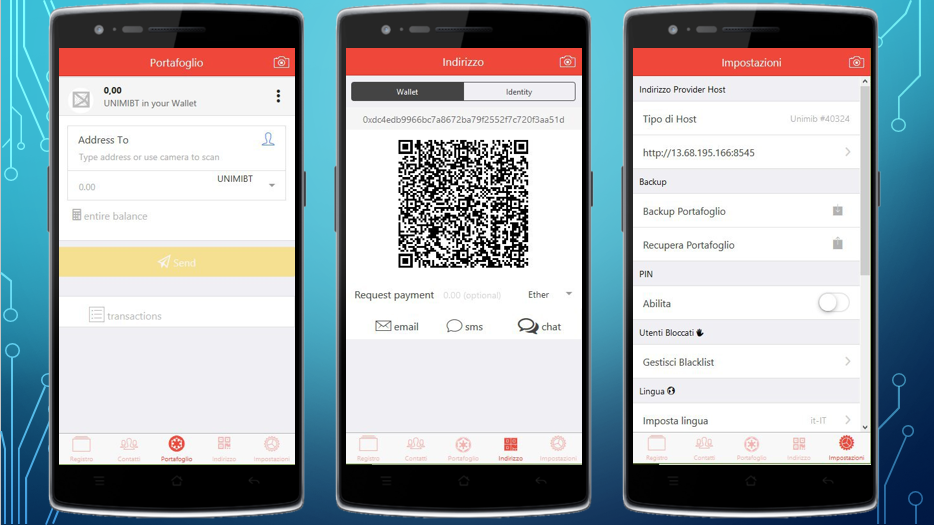 Portafoglio
0,00
UNIMIBT in your Wallet
Address To
Type address or use camera to scan
UNIMIBT
0.00
entire balance
Send
transactions
Registro
Contatti
Portafoglio
Indirizzo
Impostazioni
Indirizzo
Wallet
Identity
0xdc4edb9966bc7a8672ba79f2552f7c720f3aa51d
Request payment
0.00 (optional)
Ether
email
sms
chat
Registro
Contatti
Portafoglio
Indirizzo
Impostazioni
Impostazioni
Indirizzo Provider Host
Tipo di Host
Unimib #40324
http://13.68.195.166:8545
Backup
Backup Portafoglio
Recupera Portafoglio
PIN
Abilita
Utenti Bloccati
Gestisci Blacklist
Lingua
Imposta lingua
it-IT
Registro
Contatti
Portafoglio
Indirizzo
Impostazioni